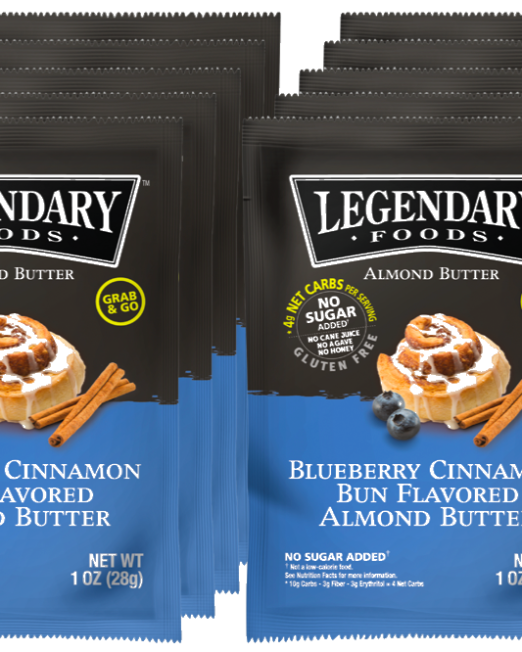 NDARY™
ODS •
D BUTTER
GRAB
& GO
CINNAMON
AVORED
D BUTTER
NET WT
1 OZ (28g)
LEGENDARY
• FOODS •
ALMOND BUTTER
• 4g NET CARBS PER SERVING
NO
SUGAR
ADDED†
NO CANE JUICE
NO AGAVE
NO HONEY
GLUTEN FREE
BLUEBERRY CINNAM
BUN FLAVORED
ALMOND BUTTE
NO SUGAR ADDED†
† Not a low-calorie food.
See Nutrition Facts for more information.
* 10g Carbs - 3g Fiber - 3g Erythritol = 4 Net Carbs
N
1 OZ